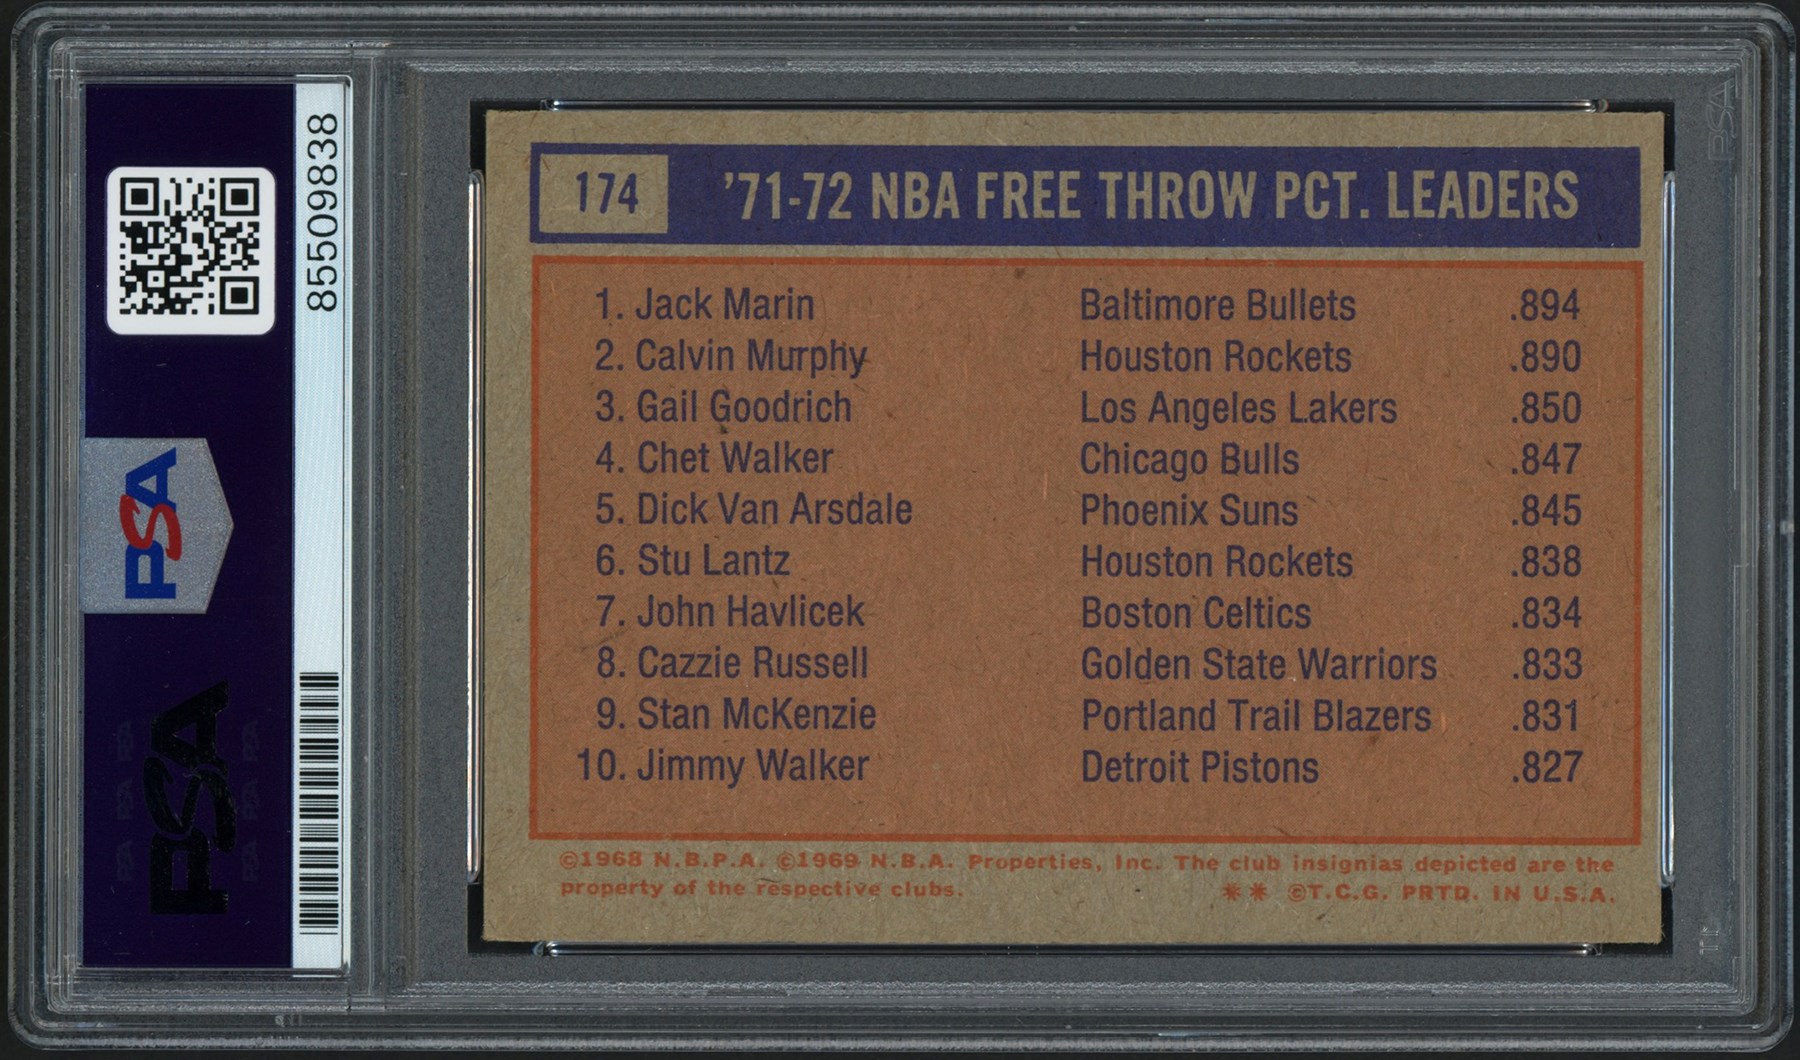 85509838
PSA
PSA
174
'71-72 NBA FREE THROW PCT. LEADERS
1. Jack Marin Baltimore Bullets .894
2. Calvin Murphy Houston Rockets .890
3. Gail Goodrich Los Angeles Lakers .850
4. Chet Walker Chicago Bulls .847
5. Dick Van Arsdale Phoenix Suns .845
6. Stu Lantz Houston Rockets .838
7. John Havlicek Boston Celtics .834
8. Cazzie Russell Golden State Warriors .833
9. Stan McKenzie Portland Trail Blazers .831
10. Jimmy Walker Detroit Pistons .827
©1968 N.B.P.A. ©1969 N.B.A. Properties, Inc. The club insignias depicted are the
property of the respective clubs. ** ©T.C.G. PRTD. IN U.S.A.
PSA